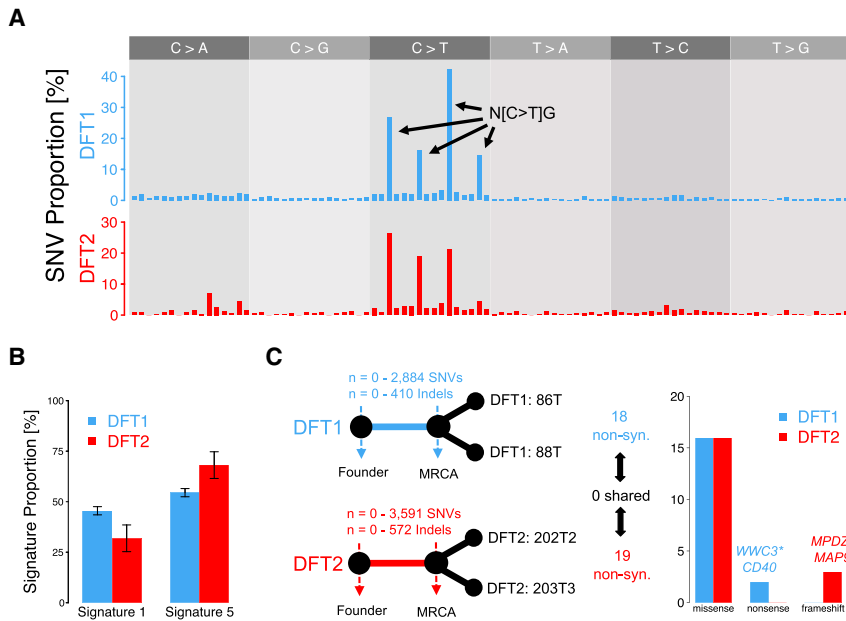 A
C > A
C > G
C > T
T > A
T > C
T > G
SNV Proportion [%]
DFT1
40
30
20
10
0
N[C>T]G
DFT2
30
20
10
0
B
Signature Proportion [%]
100
75
50
25
0
DFT1
DFT2
Signature 1
Signature 5
C
n = 0 - 2,884 SNVs
n = 0 - 410 Indels
DFT1
DFT1: 86T
DFT1: 88T
Founder
MRCA
n = 0 - 3,591 SNVs
n = 0 - 572 Indels
DFT2
DFT2: 202T2
DFT2: 203T3
Founder
MRCA
18
non-syn.
0 shared
19
non-syn.
20
15
10
5
0
DFT1
DFT2
WWC3*
CD40
MPDZ
MAP9
missense
nonsense
frameshift